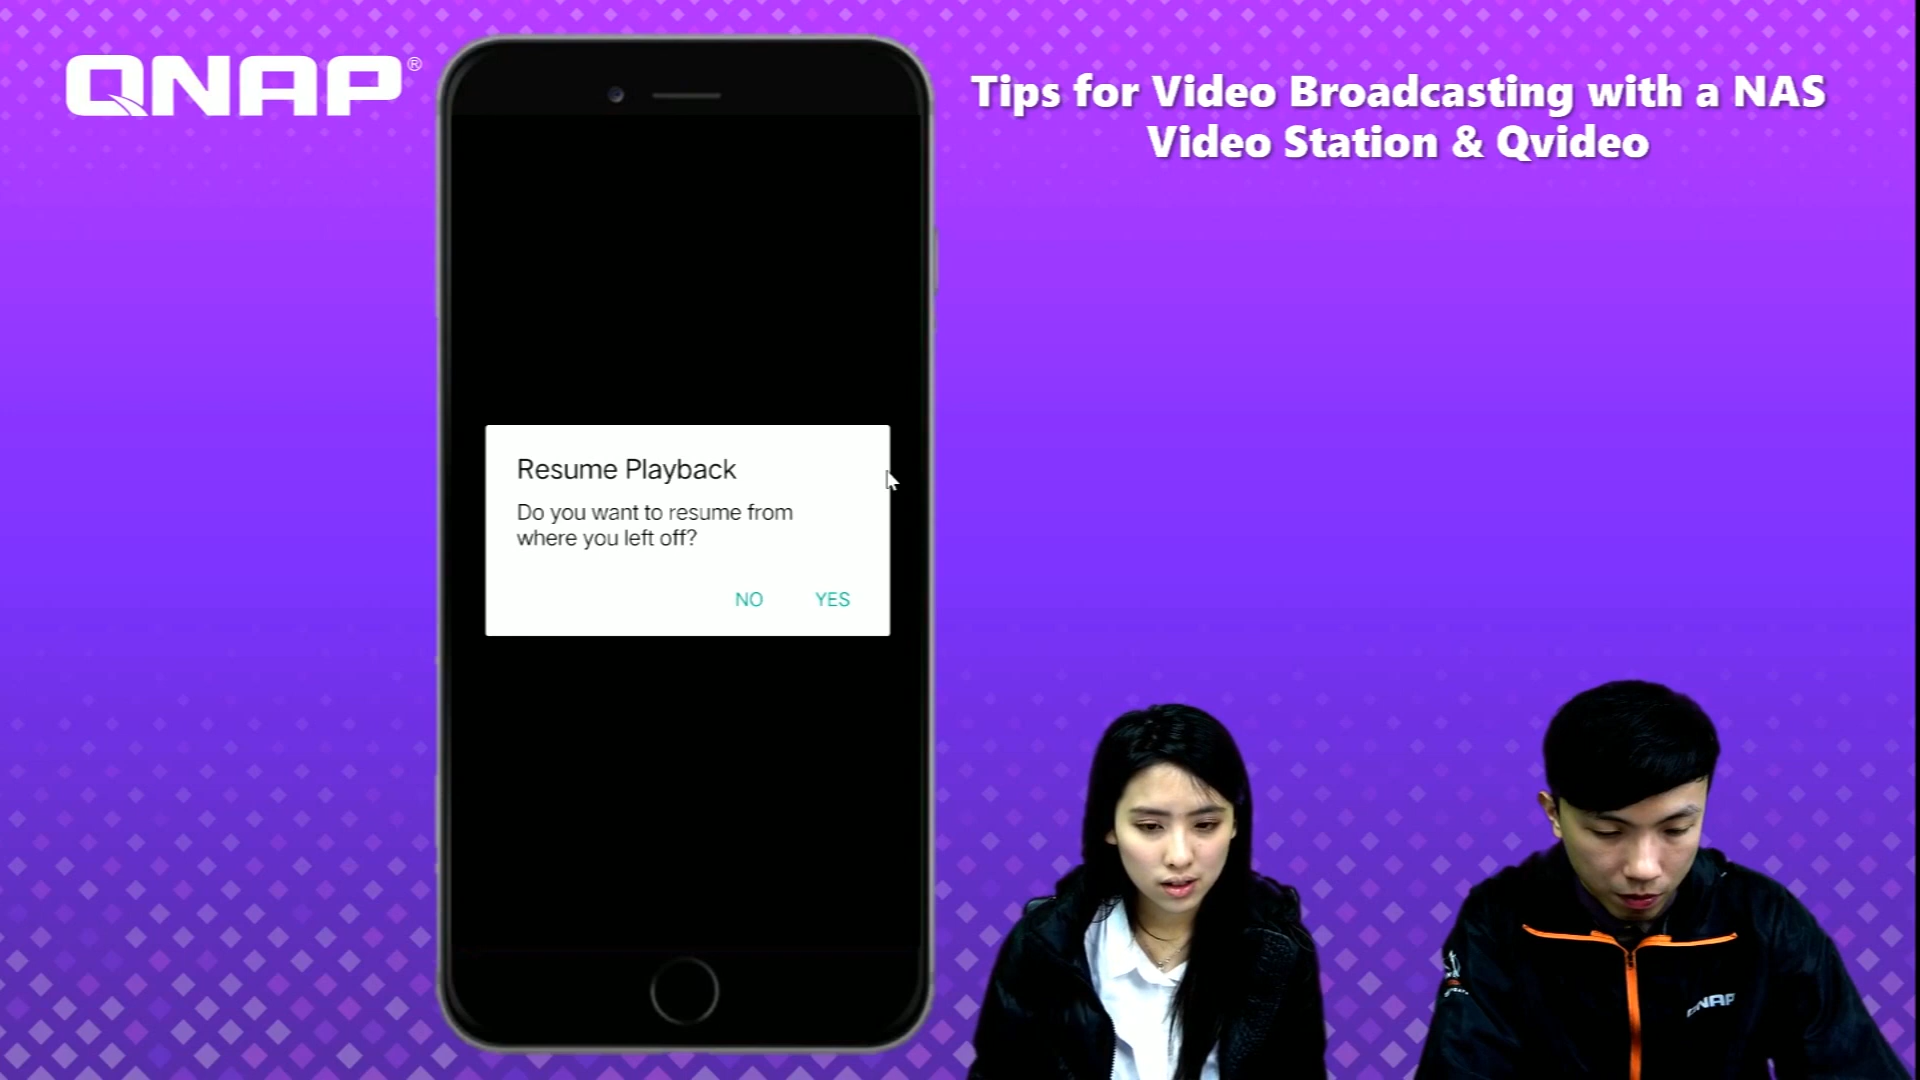 QNAP®
Tips for Video Broadcasting with a NAS
Video Station & Qvideo
Resume Playback
Do you want to resume from
where you left off?
NO YES
QNAP